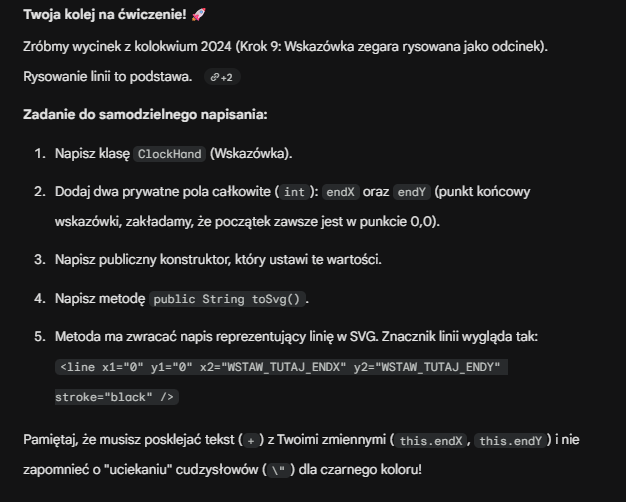 Twoja kolej na ćwiczenie! 🚀
Zróbmy wycinek z kolokwium 2024 (Krok 9: Wskazówka zegara rysowana jako odcinek).
Rysowanie linii to podstawa. +2
Zadanie do samodzielnego napisania:
1. Napisz klasę ClockHand (Wskazówka).
2. Dodaj dwa prywatne pola całkowite ( int ): endX oraz endY (punkt końcowy
wskazówki, zakładamy, że początek zawsze jest w punkcie 0,0).
3. Napisz publiczny konstruktor, który ustawi te wartości.
4. Napisz metodę public String toSvg() .
5. Metoda ma zwracać napis reprezentujący linię w SVG. Znacznik linii wygląda tak:
<line x1="0" y1="0" x2="WSTAW_TUTAJ_ENDX" y2="WSTAW_TUTAJ_ENDY"
stroke="black" />
Pamiętaj, że musisz posklejać tekst ( + ) z Twoimi zmiennymi ( this.endX , this.endY ) i nie
zapomnieć o "uciekaniu" cudzysłowów ( \" ) dla czarnego koloru!